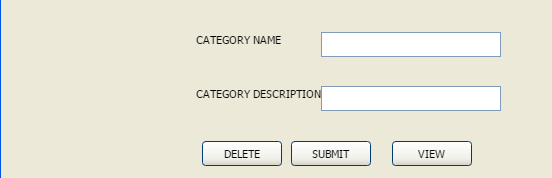 CATEGORY NAME
CATEGORY DESCRIPTION
DELETE SUBMIT VIEW